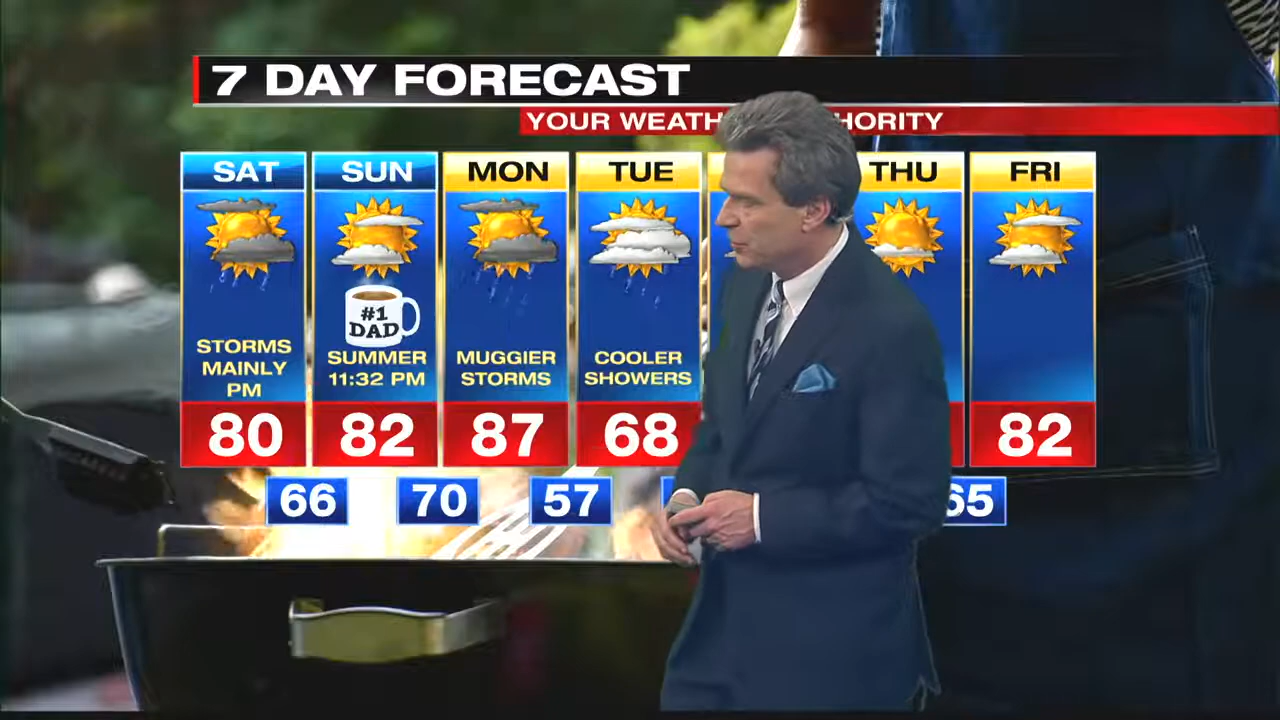 7 DAY FORECAST
YOUR WEATH HORITY
SAT
SUN
MON
TUE
THU
FRI
#1
DAD
STORMS
MAINLY
PM
SUMMER
11:32 PM
MUGGIER
STORMS
COOLER
SHOWERS
80
82
87
68
82
66
70
57
65